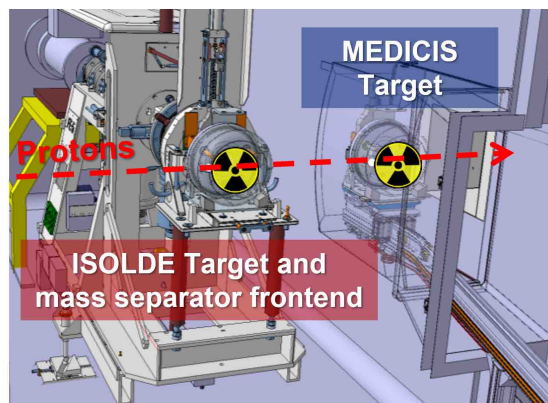 MEDICIS
Target
Protons
ISOLDE Target and
mass separator frontend